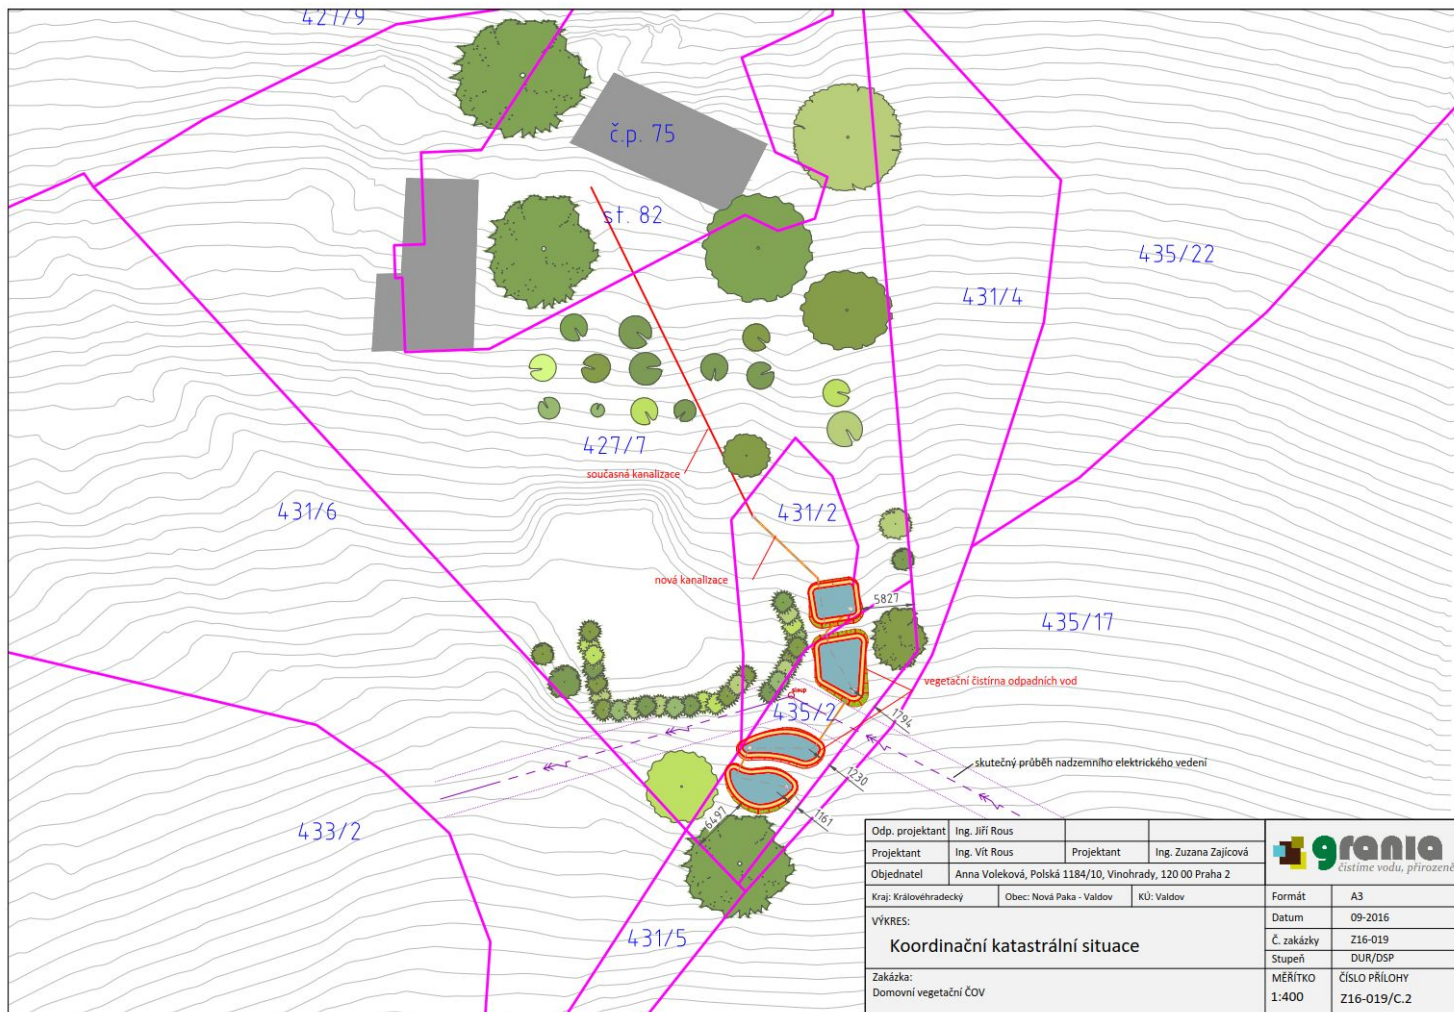 427/9
č.p. 75
st. 82
435/22
431/4
427/7
současná kanalizace
431/6
431/2
nová kanalizace
5827
435/17
vegetační čistírna odpadních vod
sloup
435/2
1794
skutečný průběh nadzemního elektrického vedení
1230
6497
1161
433/2
431/5
Odp. projektant Ing. Jiří Rous
Projektant Ing. Vít Rous Projektant Ing. Zuzana Zajícová
Objednatel Anna Voleková, Polská 1184/10, Vinohrady, 120 00 Praha 2
grania
čistíme vodu, přirozeně
Kraj: Královéhradecký Obec: Nová Paka - Valdov KÚ: Valdov
Formát A3
VÝKRES:
Koordinační katastrální situace
Datum 09-2016
Č. zakázky Z16-019
Stupeň DUR/DSP
Zakázka:
Domovní vegetační ČOV
MĚŘÍTKO ČÍSLO PŘÍLOHY
1:400 Z16-019/C.2